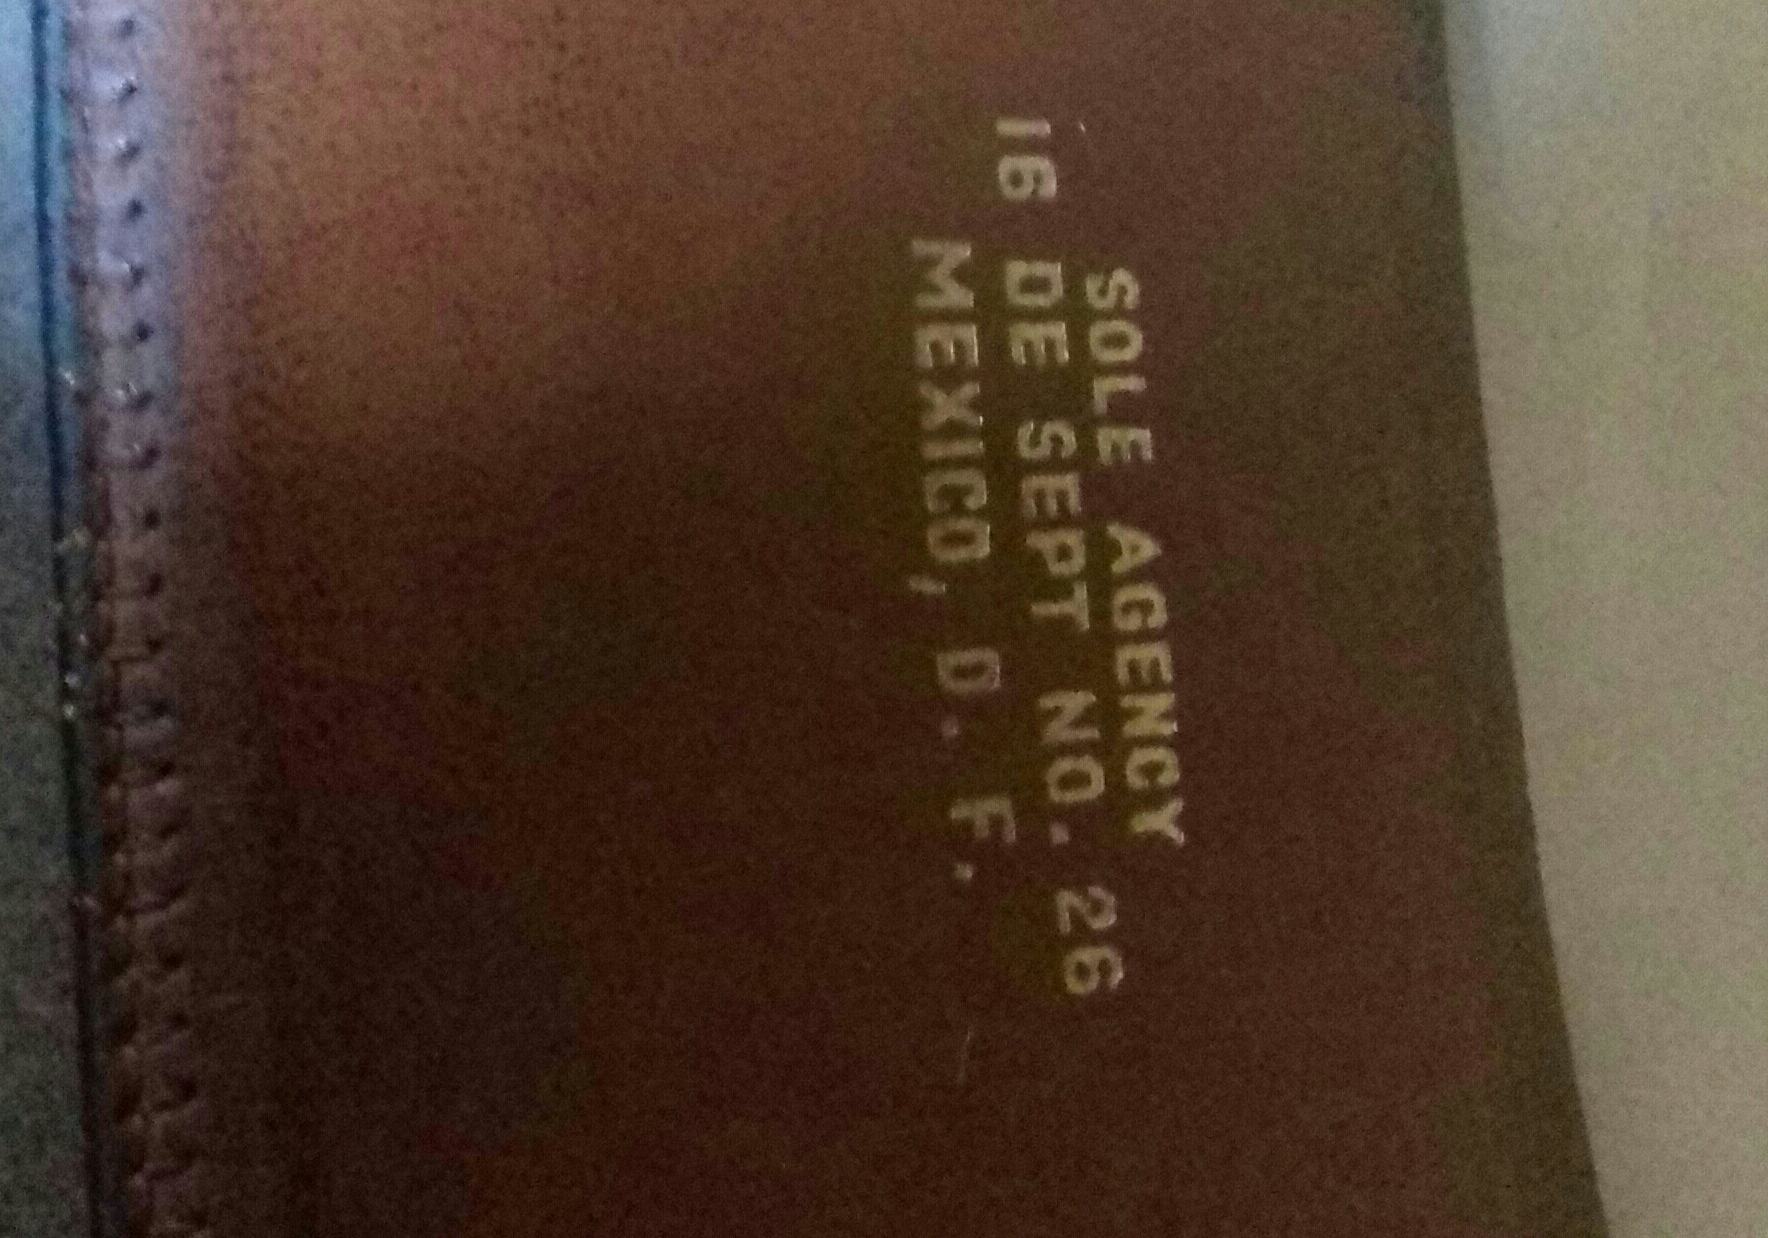 SOLE AGENCY
16 DE SEPT NO. 26
MEXICO, D. F.